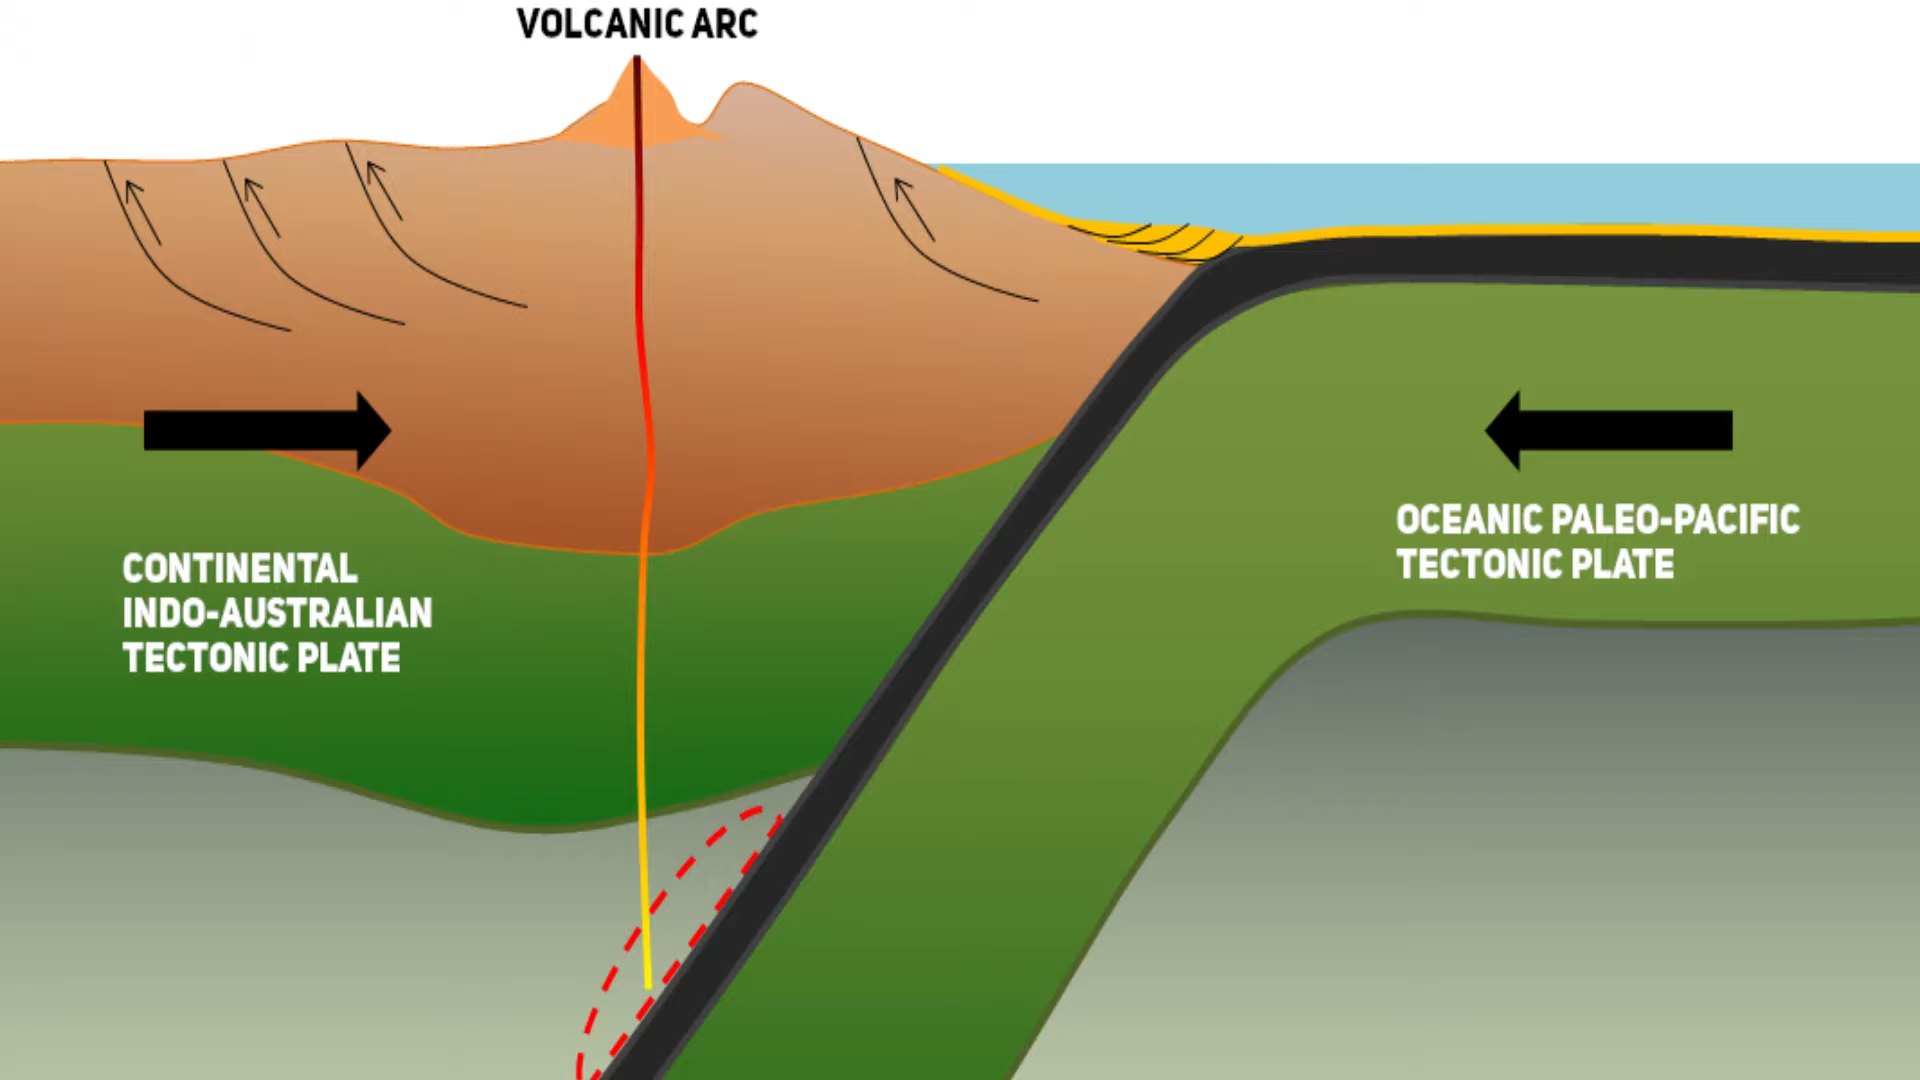 VOLCANIC ARC
CONTINENTAL
INDO-AUSTRALIAN
TECTONIC PLATE
OCEANIC PALEO-PACIFIC
TECTONIC PLATE